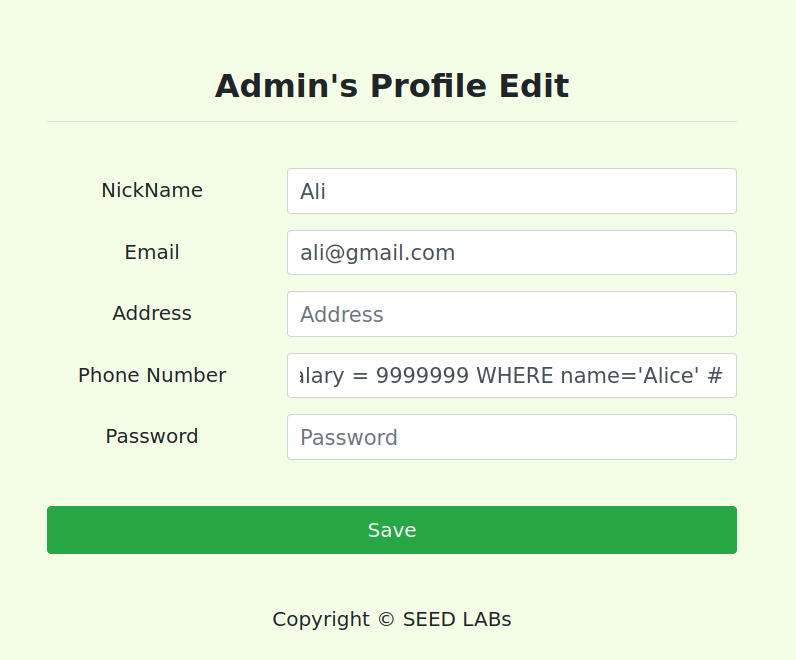 Admin's Profile Edit
NickName Ali
Email ali@gmail.com
Address Address
Phone Number alary = 9999999 WHERE name='Alice' #
Password Password
Save
Copyright © SEED LABs